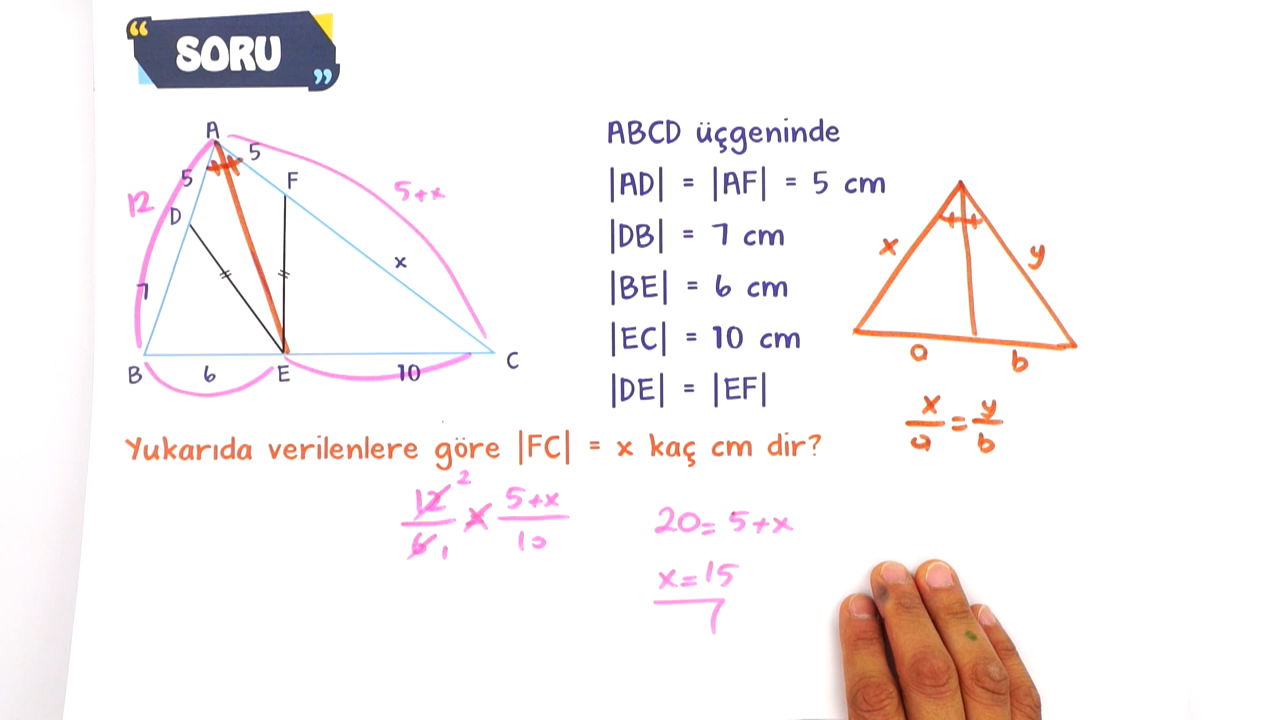 “
SORU
”
A
5
5
F
12
5+x
D
x
7
B
6
E
10
C
ABCD üçgeninde
|AD| = |AF| = 5 cm
|DB| = 7 cm
|BE| = 6 cm
|EC| = 10 cm
|DE| = |EF|
x
y
a
b
x/a = y/b
Yukarıda verilenlere göre |FC| = x kaç cm dir?
12 2
6 1
x
5+x
10
20 = 5+x
x = 15